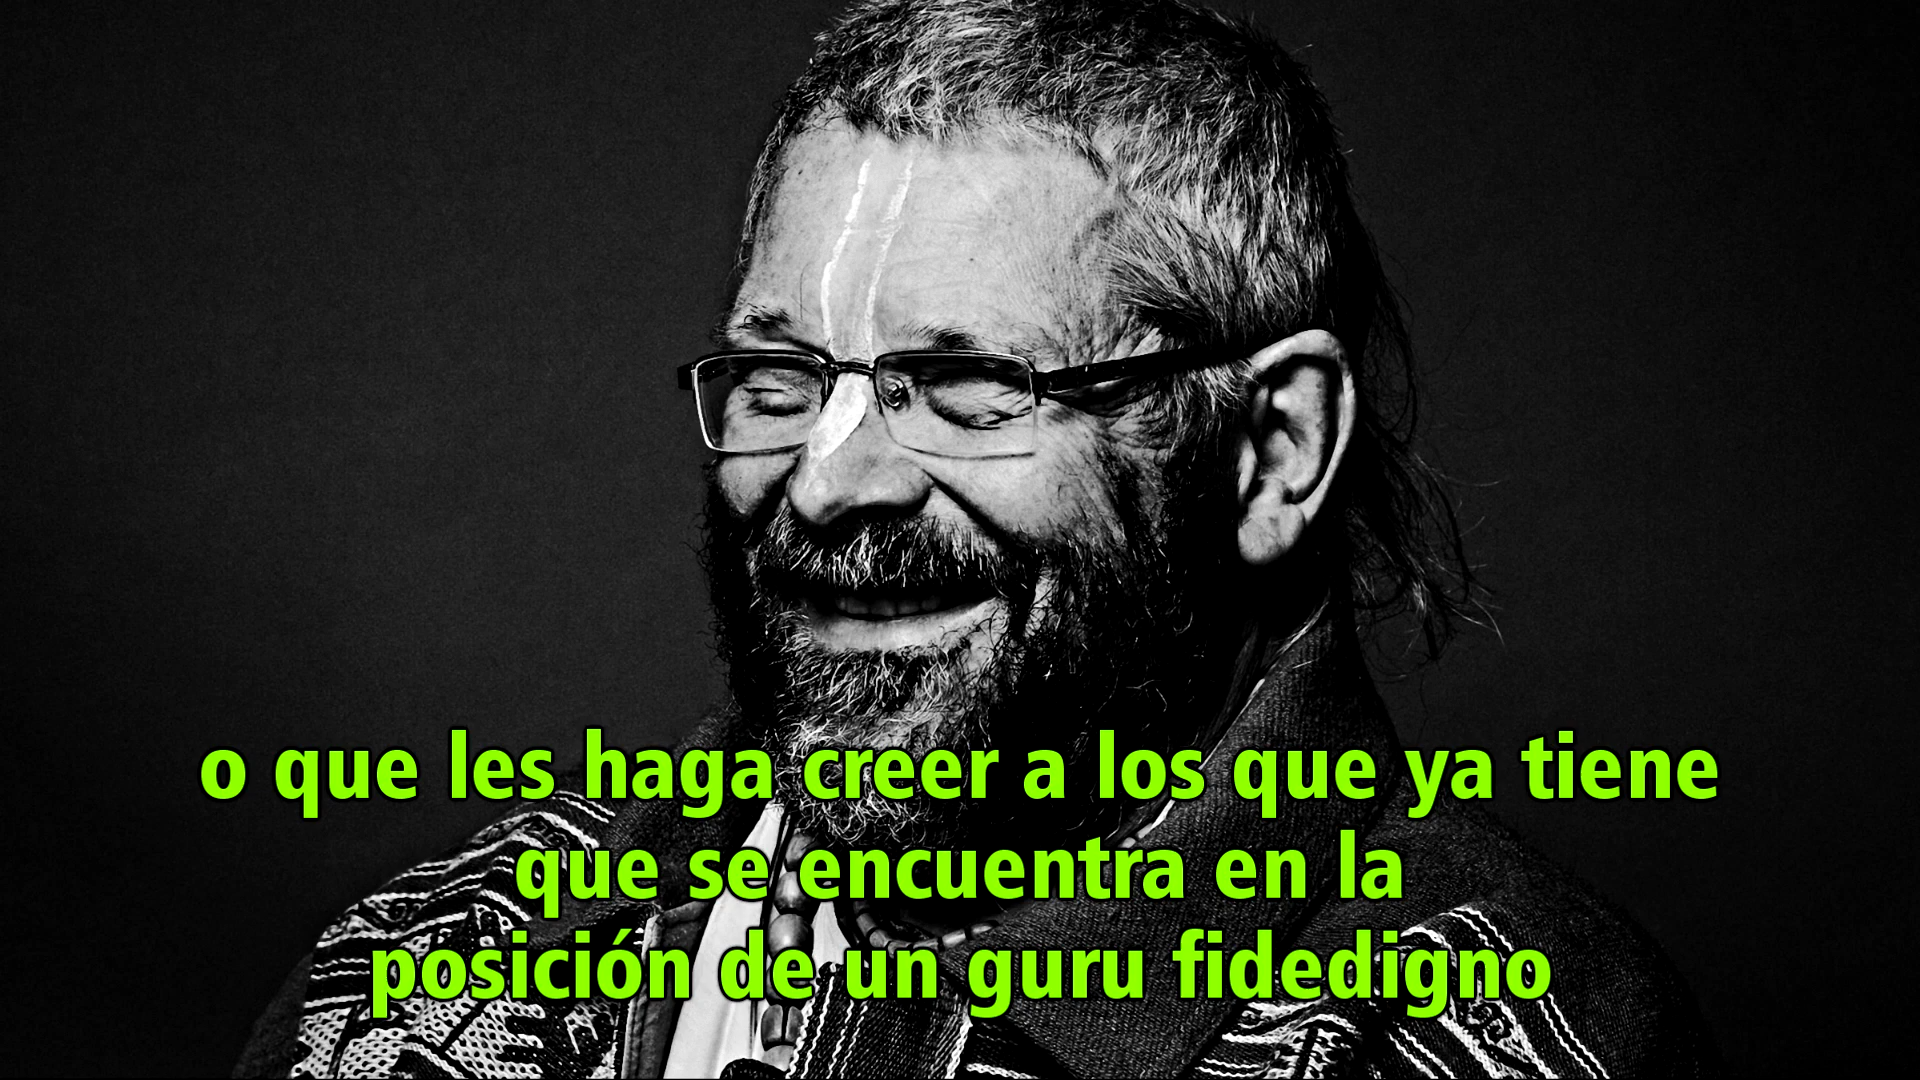 o que les haga creer a los que ya tiene
que se encuentra en la
posición de un guru fidedigno